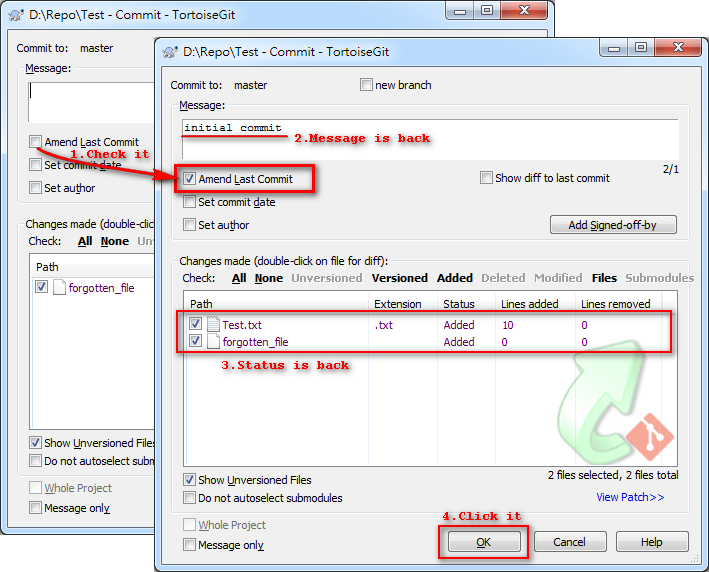 D:\Repo\Test - Commit - TortoiseGit
Commit to: master
Message:
Amend Last Commit
1.Check it
Set commit date
Set author
Changes made (double-click
Check: All None Unv
Path
forgotten_file
Show Unversioned Files
Do not autoselect submo
Whole Project
Message only
D:\Repo\Test - Commit - TortoiseGit
Commit to: master new branch
Message:
initial commit
2.Message is back
2/1
Amend Last Commit Show diff to last commit
Set commit date
Set author Add Signed-off-by
Changes made (double-click on file for diff):
Check: All None Unversioned Versioned Added Deleted Modified Files Submodules
Path Extension Status Lines added Lines removed
Test.txt .txt Added 10 0
forgotten_file Added 0 0
3.Status is back
Show Unversioned Files 2 files selected, 2 files total
Do not autoselect submodules View Patch>>
4.Click it
Whole Project
Message only
OK Cancel Help